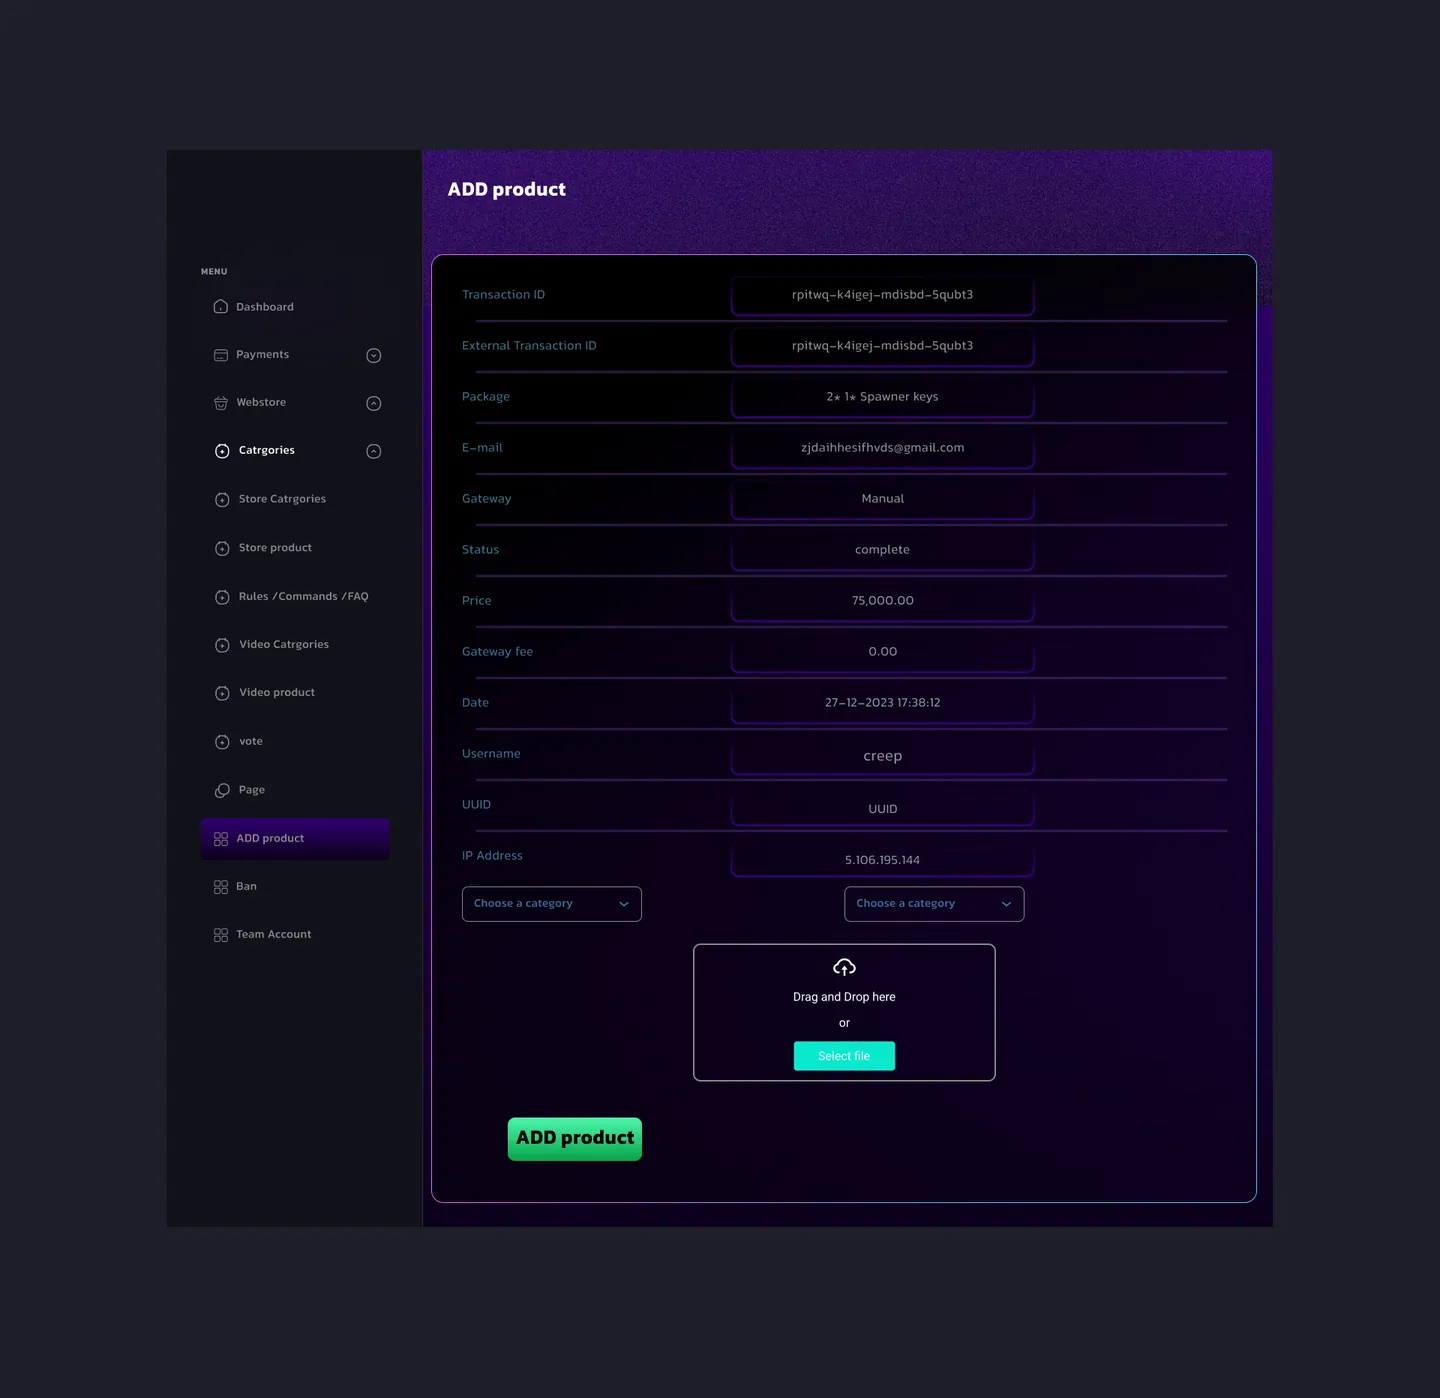 ADD product
MENU
Dashboard
Payments
Webstore
Catrgories
Store Catrgories
Store product
Rules /Commands /FAQ
Video Catrgories
Video product
vote
Page
ADD product
Ban
Team Account
Transaction ID rpitwq-k4igej-mdisbd-5qubt3
External Transaction ID rpitwq-k4igej-mdisbd-5qubt3
Package 2* 1* Spawner keys
E-mail zjdaihhesifhvds@gmail.com
Gateway Manual
Status complete
Price 75,000.00
Gateway fee 0.00
Date 27-12-2023 17:38:12
Username creep
UUID UUID
IP Address 5.106.195.144
Choose a category Choose a category
Drag and Drop here
or
Select file
ADD product